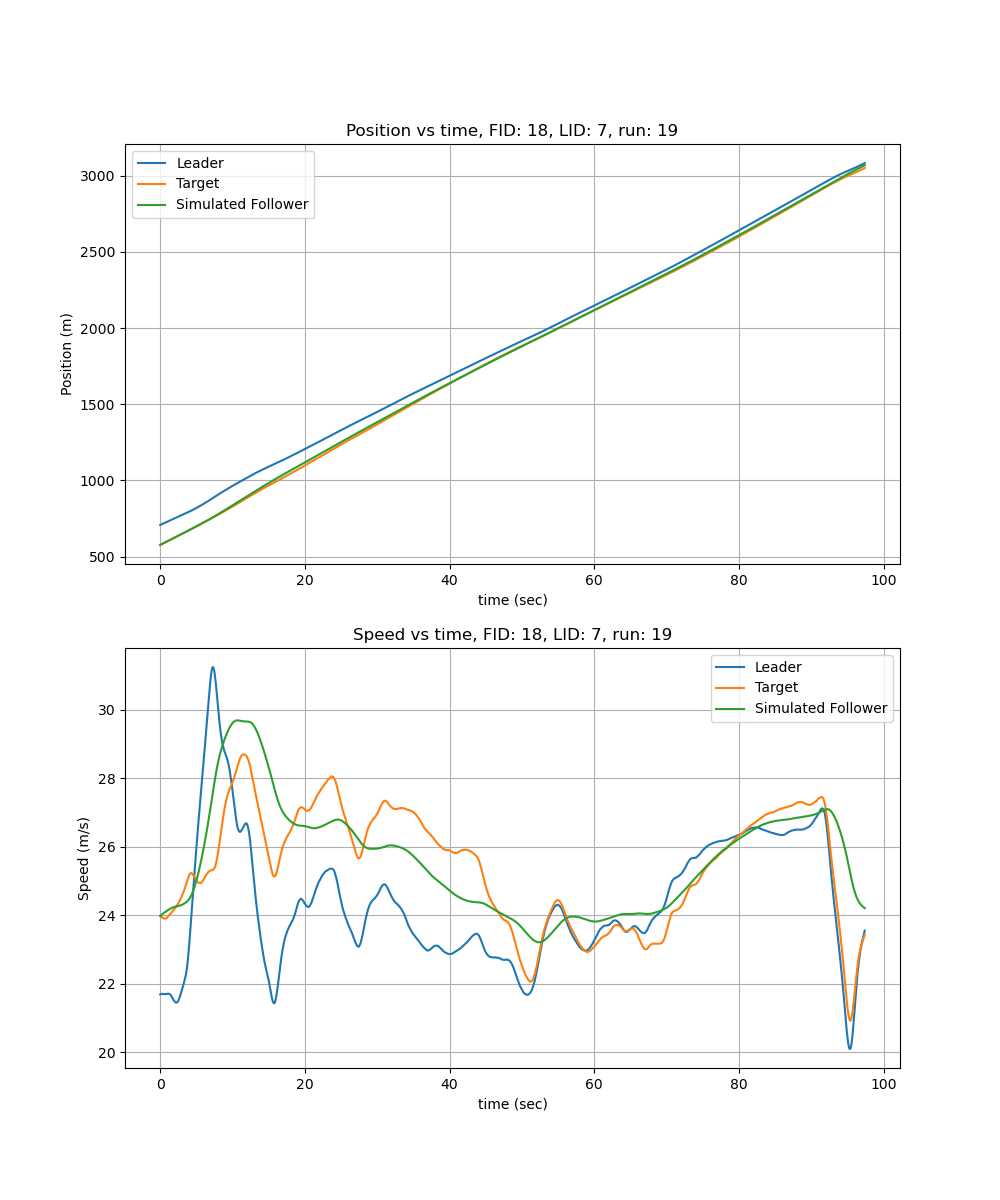 Position vs time, FID: 18, LID: 7, run: 19
Leader
Target
Simulated Follower
3000
2500
2000
1500
1000
500
Position (m)
0 20 40 60 80 100
time (sec)
Speed vs time, FID: 18, LID: 7, run: 19
Leader
Target
Simulated Follower
30
28
26
24
22
20
Speed (m/s)
0 20 40 60 80 100
time (sec)